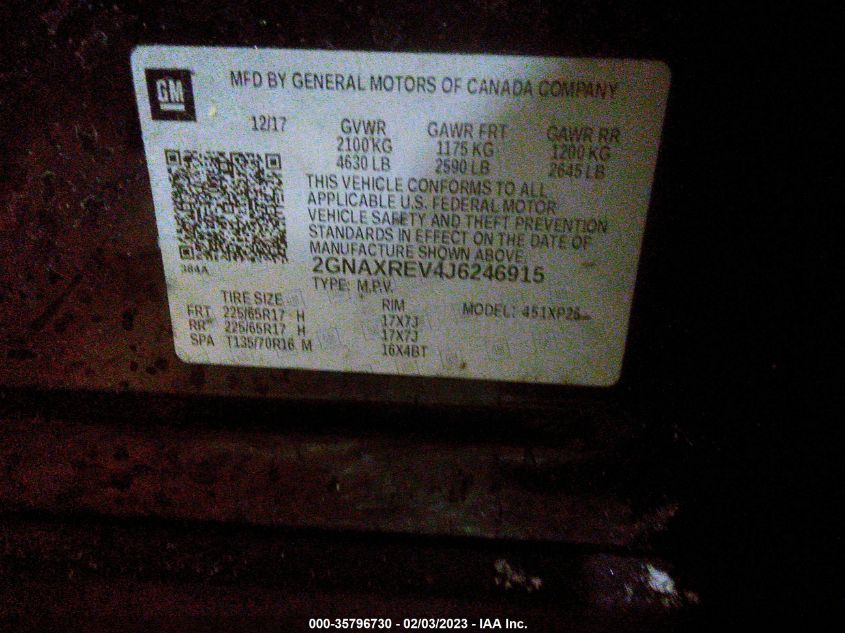 GM
MFD BY GENERAL MOTORS OF CANADA COMPANY
12/17 GVWR GAWR FRT GAWR RR
2100 KG 1175 KG 1200 KG
4630 LB 2590 LB 2645 LB
THIS VEHICLE CONFORMS TO ALL
APPLICABLE U.S. FEDERAL MOTOR
VEHICLE SAFETY AND THEFT PREVENTION
STANDARDS IN EFFECT ON THE DATE OF
MANUFACTURE SHOWN ABOVE.
384A 2GNAXREV4J6246915
TYPE: M.P.V.
TIRE SIZE RIM MODEL: 451XP26
FRT 225/65R17 H 17X7J
RR 225/65R17 H 17X7J
SPA T135/70R16 M 16X4BT
000-35796730 - 02/03/2023 - IAA Inc.